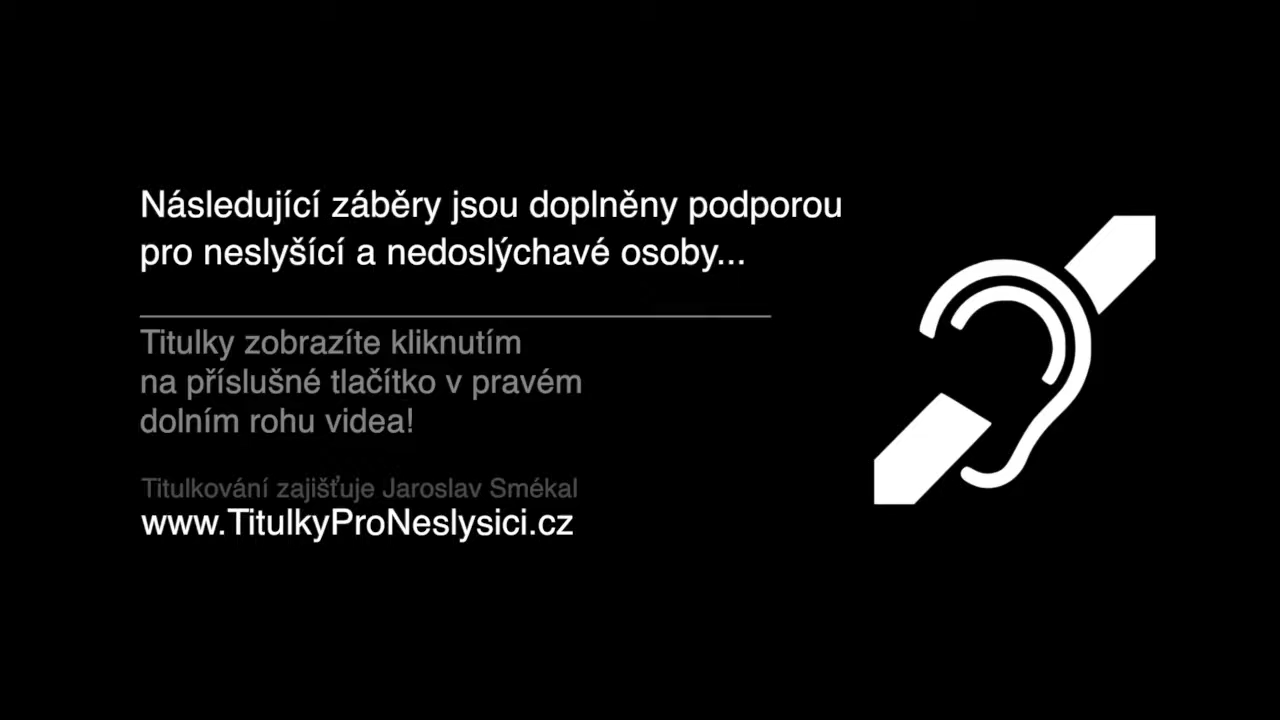 Následující záběry jsou doplněny podporou
pro neslyšící a nedoslýchavé osoby...
Titulky zobrazíte kliknutím
na příslušné tlačítko v pravém
dolním rohu videa!
Titulkování zajišťuje Jaroslav Smékal
www.TitulkyProNeslysici.cz